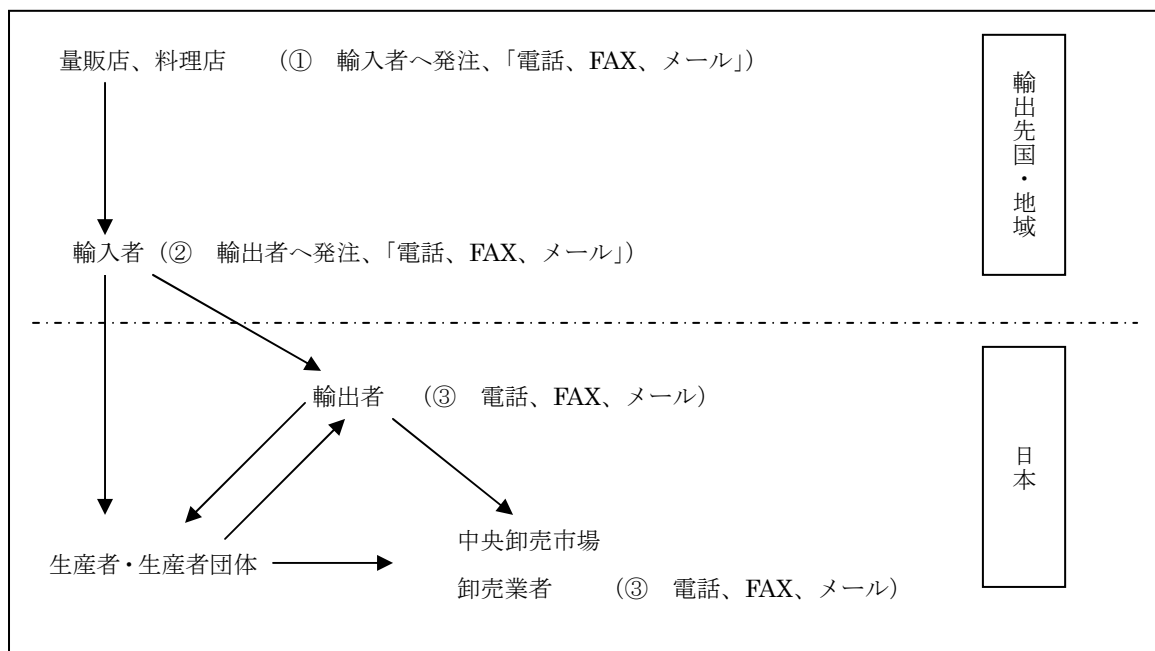 量販店、料理店　　（①　輸入者へ発注、「電話、FAX、メール」）
輸出先国・地域
輸入者（②　輸出者へ発注、「電話、FAX、メール」）
輸出者　　（③　電話、FAX、メール）
日本
中央卸売市場
生産者・生産者団体
卸売業者　　（③　電話、FAX、メール）